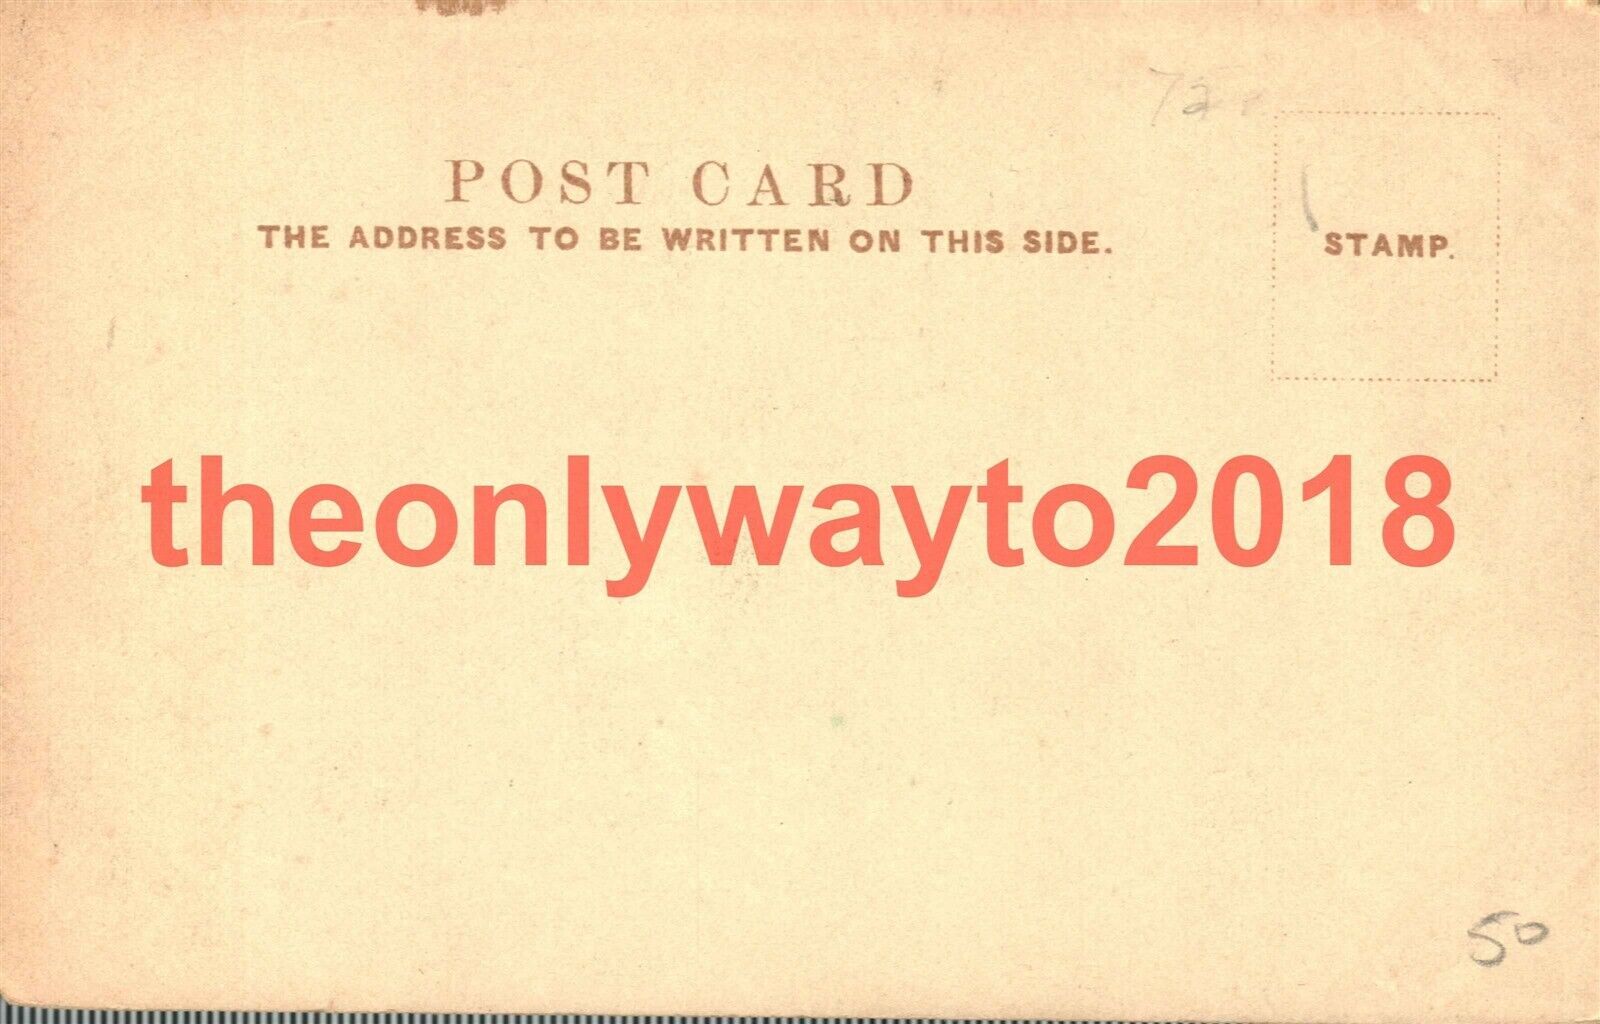 POST CARD
THE ADDRESS TO BE WRITTEN ON THIS SIDE.
STAMP.
theonlywayto2018
50